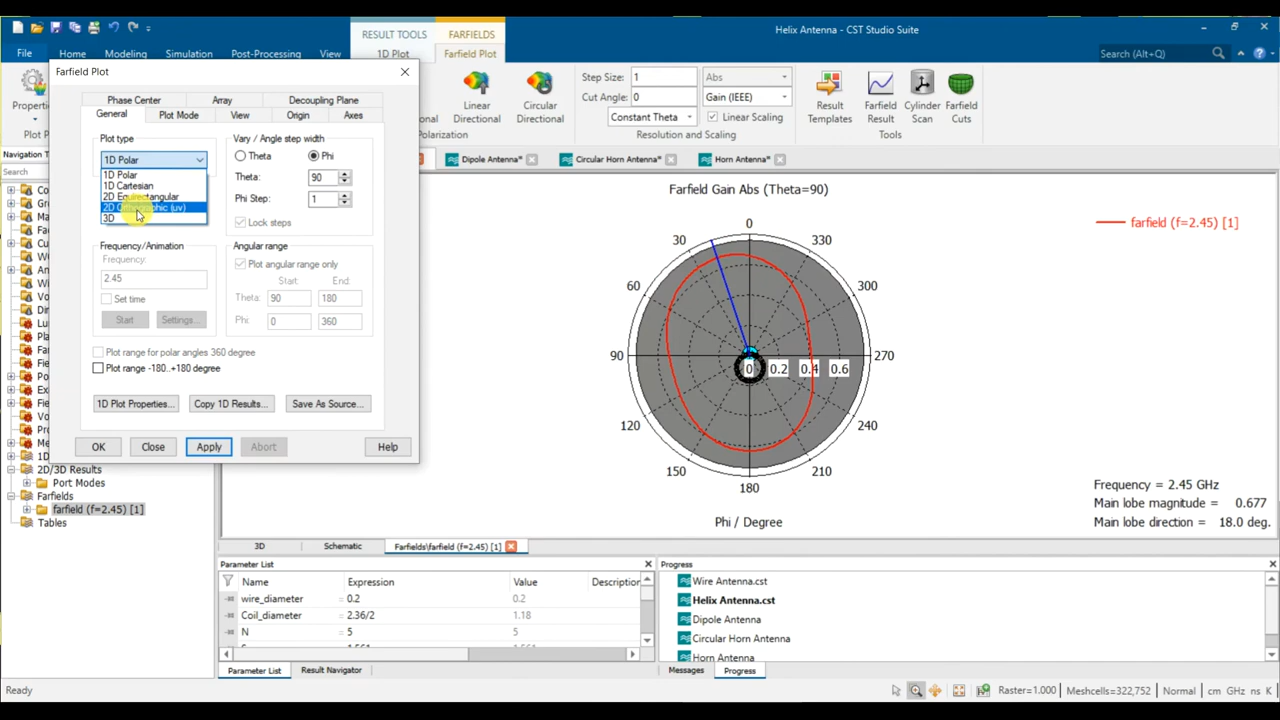 RESULT TOOLS
FARFIELDS
Helix Antenna - CST Studio Suite
File
Home
Modeling
Simulation
Post-Processing
View
1D Plot
Farfield Plot
Search (Alt+Q)
Linear
Directional
Circular
Directional
Step Size: 1
Cut Angle: 0
Constant Theta
Abs
Gain (IEEE)
Linear Scaling
Resolution and Scaling
Result
Templates
Farfield
Result
Cylinder
Scan
Farfield
Cuts
Tools
Farfield Plot
Phase Center
Array
Decoupling Plane
General
Plot Mode
View
Origin
Axes
Plot type
1D Polar
1D Polar
1D Cartesian
2D Equirectangular
2D Orthographic (uv)
3D
Vary / Angle step width
Theta
Phi
Theta: 90
Phi Step: 1
Lock steps
Frequency/Animation
Frequency:
2.45
Set time
Start
Settings...
Angular range
Plot angular range only
Start:
End:
Theta: 90 180
Phi: 0 360
Plot range for polar angles 360 degree
Plot range -180..+180 degree
1D Plot Properties...
Copy 1D Results...
Save As Source...
OK
Close
Apply
Abort
Help
2D/3D Results
Port Modes
Farfields
farfield (f=2.45) [1]
Tables
Dipole Antenna*
Circular Horn Antenna*
Horn Antenna*
Farfield Gain Abs (Theta=90)
farfield (f=2.45) [1]
0
30
330
60
300
90
270
0
0.2
0.4
0.6
120
240
150
210
180
Phi / Degree
Frequency = 2.45 GHz
Main lobe magnitude = 0.677
Main lobe direction = 18.0 deg.
3D
Schematic
Farfields\farfield (f=2.45) [1]
Parameter List
Name
Expression
Value
Description
wire_diameter
= 0.2
0.2
Coil_diameter
= 2.36/2
1.18
N
= 5
5
Parameter List
Result Navigator
Progress
Wire Antenna.cst
Helix Antenna.cst
Dipole Antenna
Circular Horn Antenna
Horn Antenna
Messages
Progress
Ready
Raster=1.000
Meshcells=322,752
Normal
cm GHz ns K